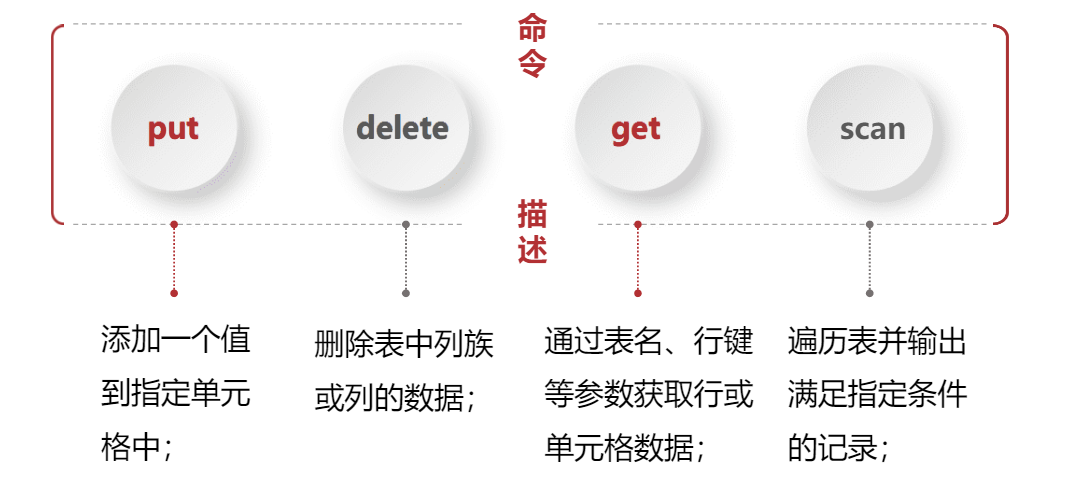 命令
put
delete
get
scan
描述
添加一个值
到指定单元
格中；
删除表中列族
或列的数据；
通过表名、行键
等参数获取行或
单元格数据；
遍历表并输出
满足指定条件
的记录；